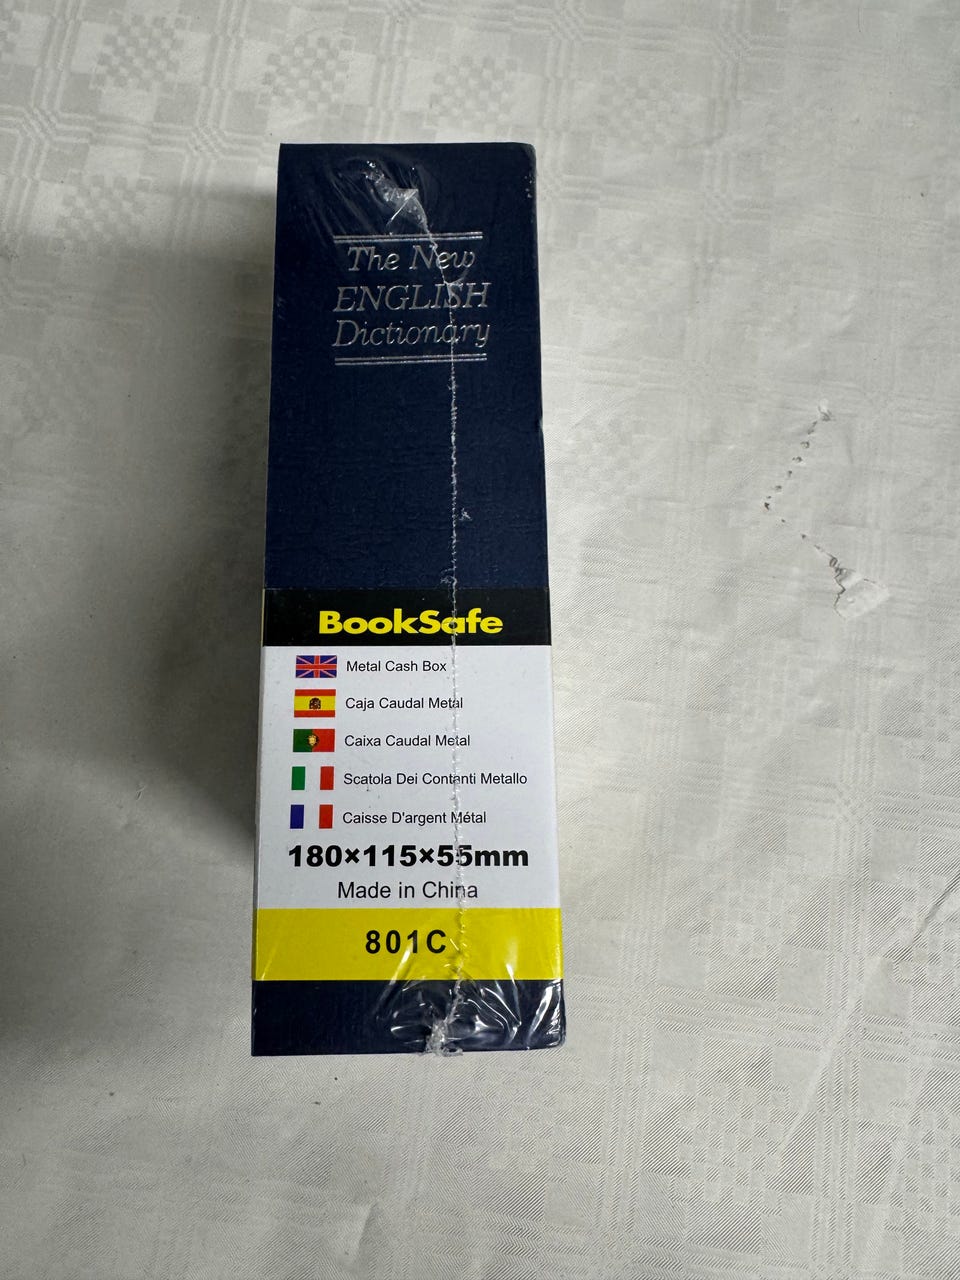 The New
ENGLISH
Dictionary
BookSafe
Metal Cash Box
Caja Caudal Metal
Caixa Caudal Metal
Scatola Dei Contanti Metallo
Caisse D'argent Métal
180×115×55mm
Made in China
801C